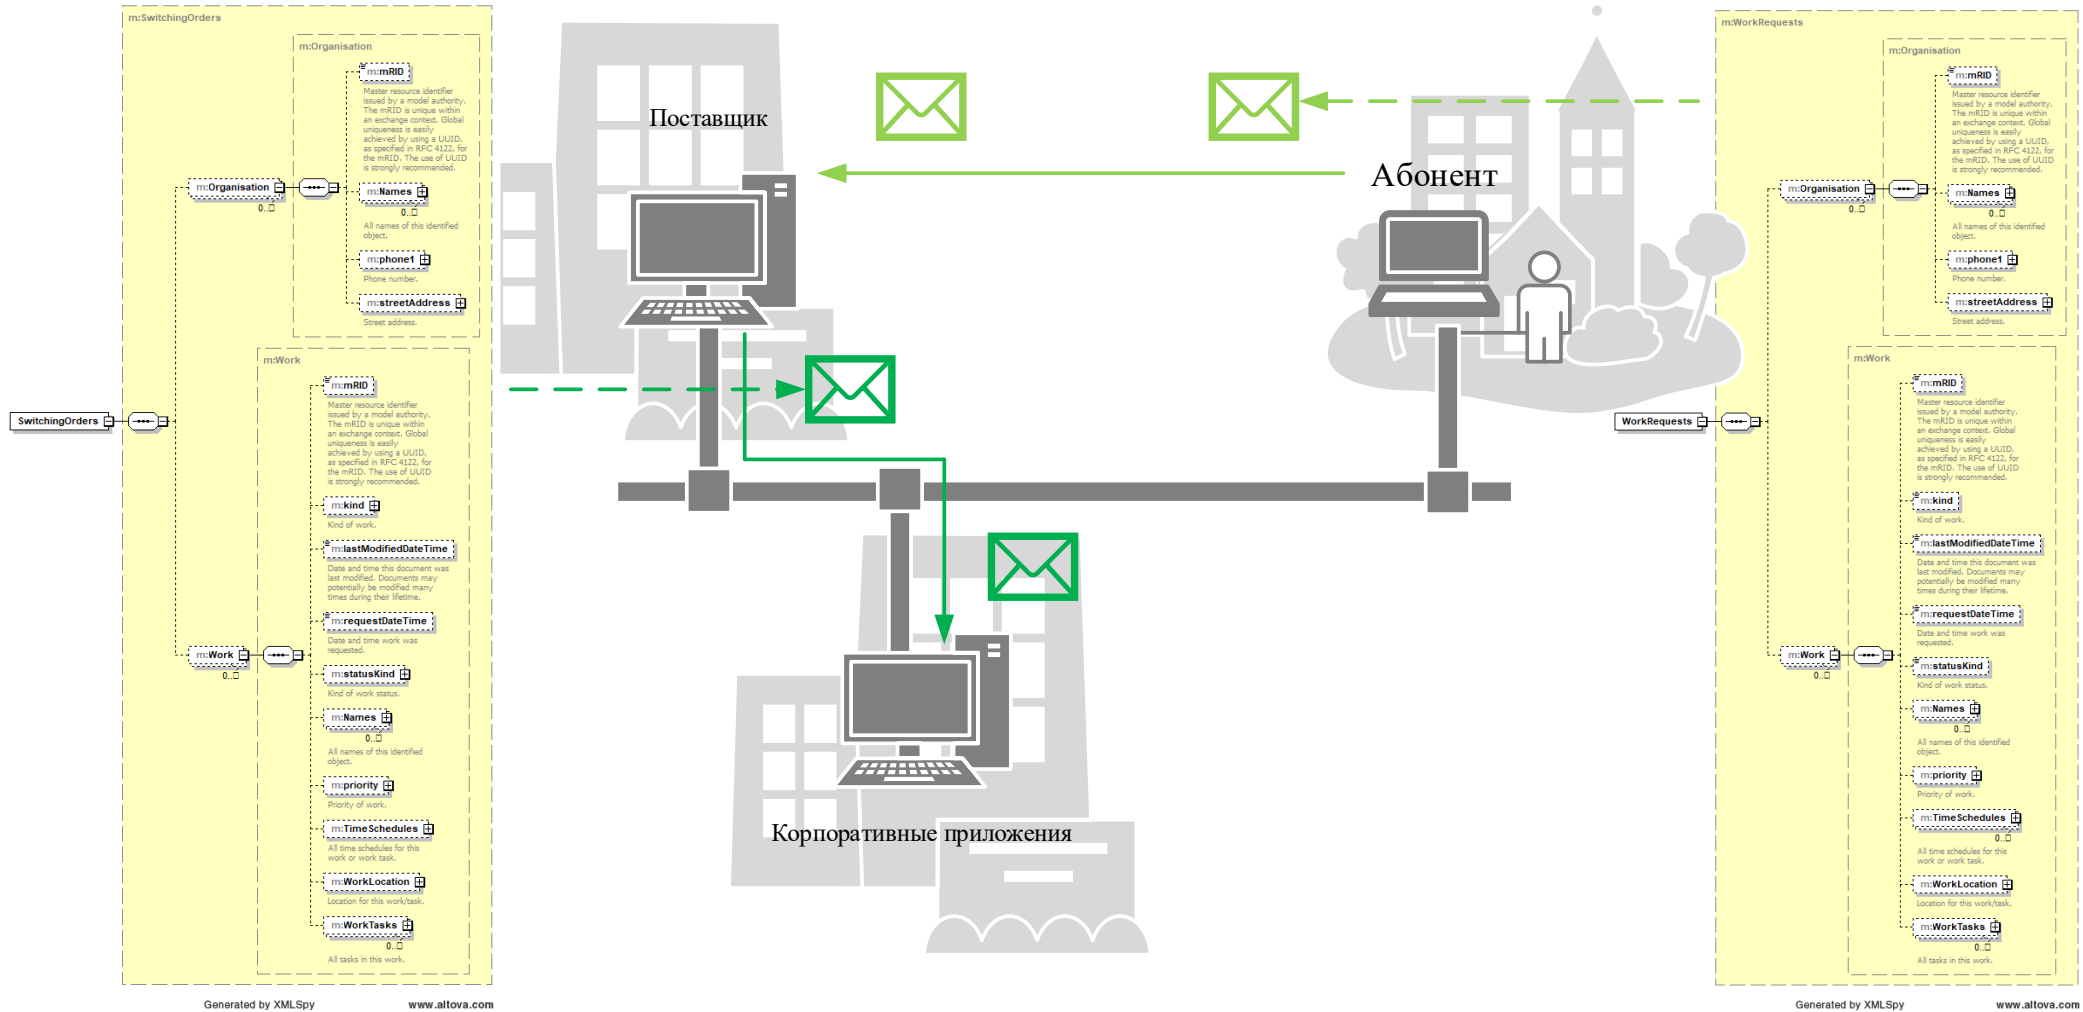 m:SwitchingOrders
m:Organisation
m:mRID
Master resource identifier
issued by a model authority.
The mRID is unique within
an exchange context. Global
uniqueness is easily
achieved by using a UUID,
as specified in RFC 4122, for
the mRID. The use of UUID
is strongly recommended.
m:Organisation
0..□
m:Names
0..□
All names of this identified
object.
m:phone1
Phone number.
m:streetAddress
Street address.
m:Work
m:mRID
Master resource identifier
issued by a model authority.
The mRID is unique within
an exchange context. Global
uniqueness is easily
achieved by using a UUID,
as specified in RFC 4122, for
the mRID. The use of UUID
is strongly recommended.
SwitchingOrders
m:kind
Kind of work.
m:lastModifiedDateTime
Date and time this document was
last modified. Documents may
potentially be modified many
times during their lifetime.
m:requestDateTime
Date and time work was
requested.
m:Work
0..□
m:statusKind
Kind of work status.
m:Names
0..□
All names of this identified
object.
m:priority
Priority of work.
m:TimeSchedules
All time schedules for this
work or work task.
m:WorkLocation
Location for this work/task.
m:WorkTasks
0..□
All tasks in this work.
Generated by XMLSpy
www.altova.com
Поставщик
Абонент
Корпоративные приложения
m:WorkRequests
m:Organisation
m:mRID
Master resource identifier
issued by a model authority.
The mRID is unique within
an exchange context. Global
uniqueness is easily
achieved by using a UUID,
as specified in RFC 4122, for
the mRID. The use of UUID
is strongly recommended.
m:Organisation
0..□
m:Names
0..□
All names of this identified
object.
m:phone1
Phone number.
m:streetAddress
Street address.
m:Work
m:mRID
Master resource identifier
issued by a model authority.
The mRID is unique within
an exchange context. Global
uniqueness is easily
achieved by using a UUID,
as specified in RFC 4122, for
the mRID. The use of UUID
is strongly recommended.
WorkRequests
m:kind
Kind of work.
m:lastModifiedDateTime
Date and time this document was
last modified. Documents may
potentially be modified many
times during their lifetime.
m:requestDateTime
Date and time work was
requested.
m:Work
0..□
m:statusKind
Kind of work status.
m:Names
0..□
All names of this identified
object.
m:priority
Priority of work.
m:TimeSchedules
0..□
All time schedules for this
work or work task.
m:WorkLocation
Location for this work/task.
m:WorkTasks
0..□
All tasks in this work.
Generated by XMLSpy
www.altova.com